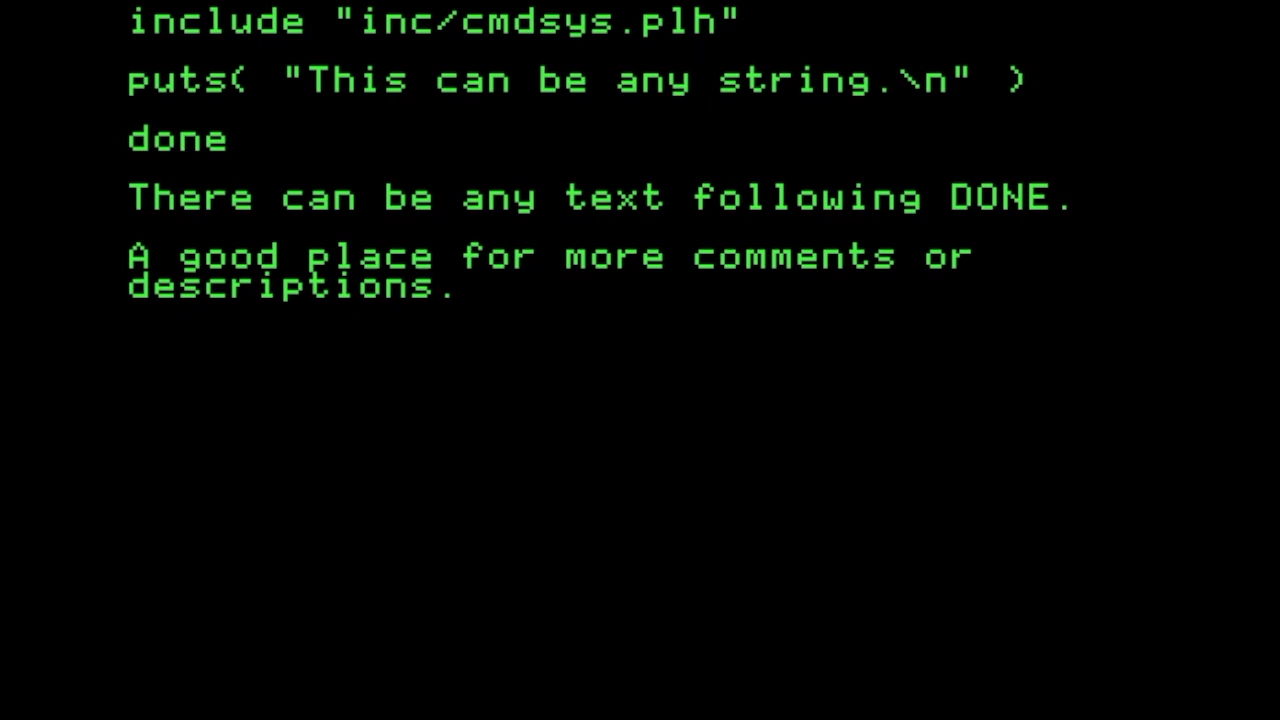 include "inc/cmdsys.plh"
puts( "This can be any string.\n" )
done
There can be any text following DONE.
A good place for more comments or
descriptions.